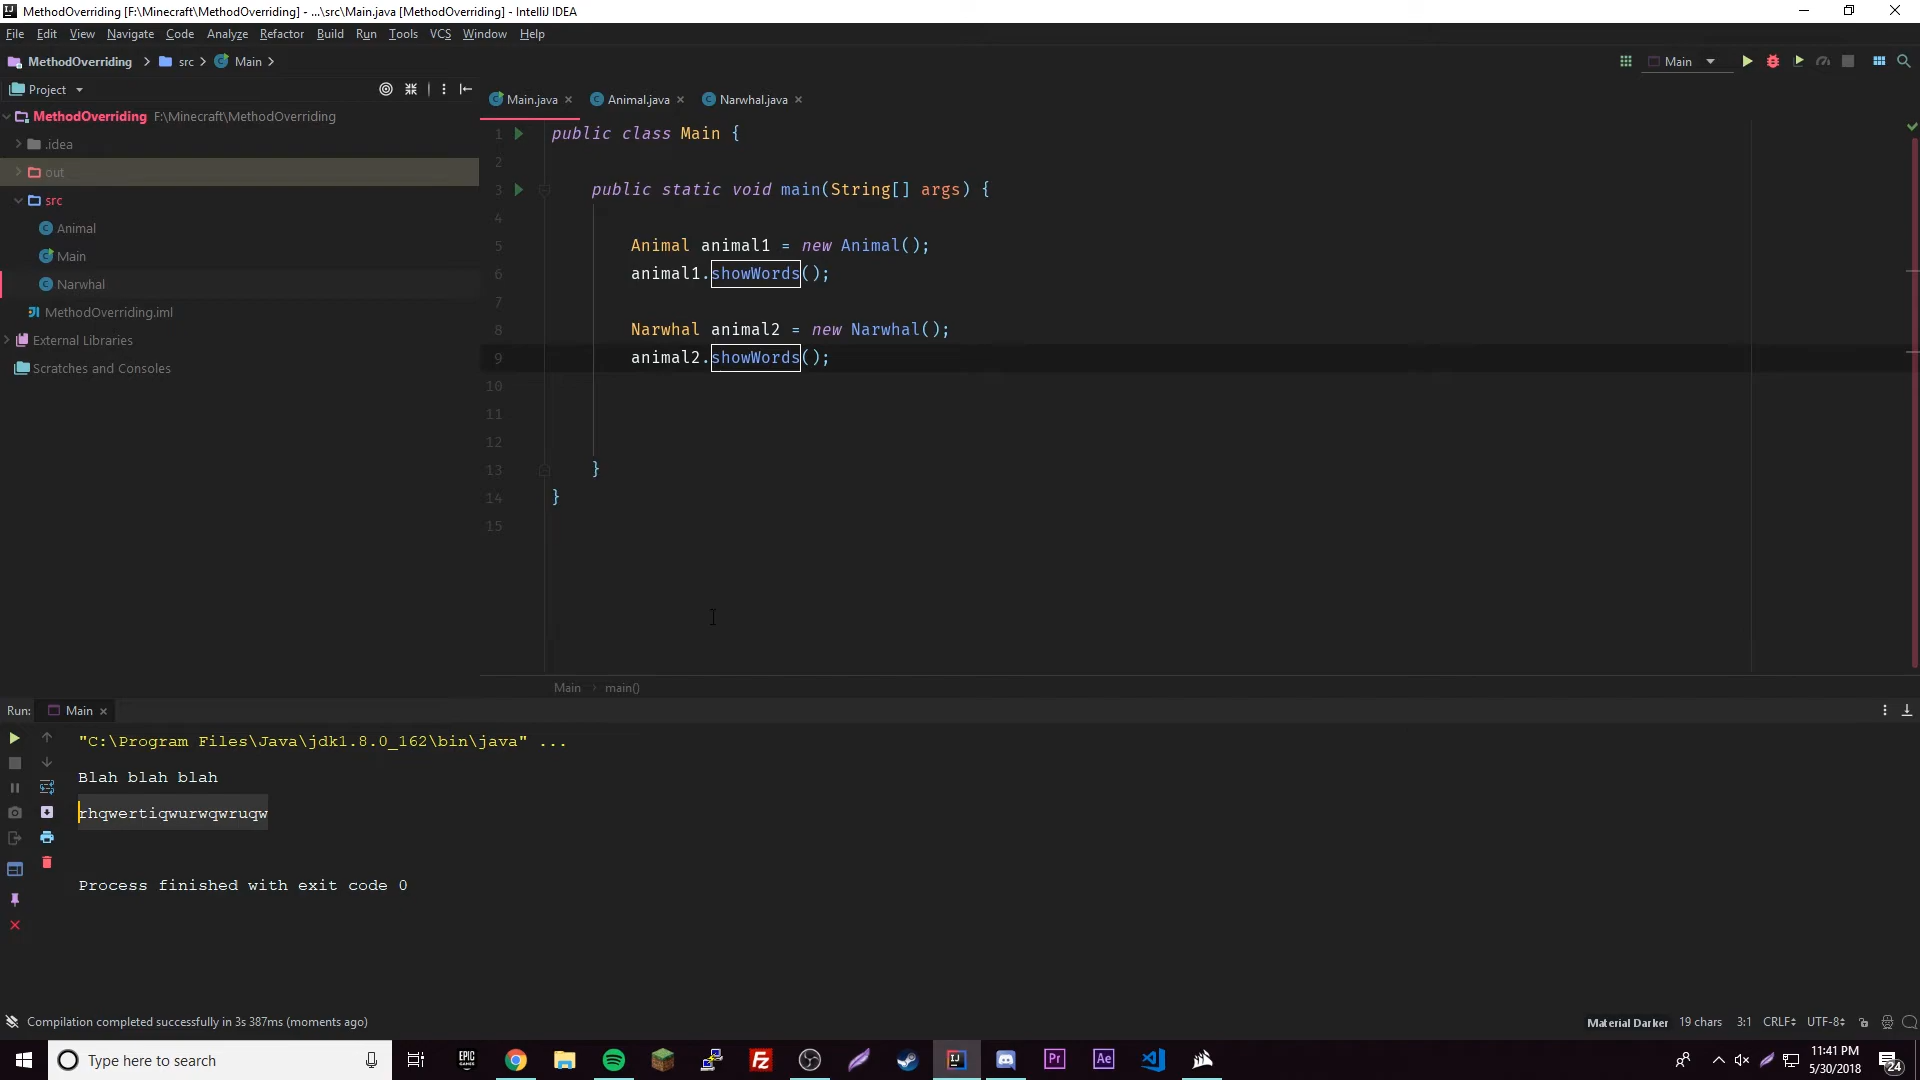 MethodOverriding [F:\Minecraft\MethodOverriding] - ...\src\Main.java [MethodOverriding] - IntelliJ IDEA
File Edit View Navigate Code Analyze Refactor Build Run Tools VCS Window Help
MethodOverriding src Main
Main
Project
Main.java Animal.java Narwhal.java
MethodOverriding F:\Minecraft\MethodOverriding
.idea
out
src
Animal
Main
Narwhal
MethodOverriding.iml
External Libraries
Scratches and Consoles
1 public class Main {
2
3 public static void main(String[] args) {
4
5 Animal animal1 = new Animal();
6 animal1.showWords();
7
8 Narwhal animal2 = new Narwhal();
9 animal2.showWords();
10
11
12
13 }
14 }
15
Main main()
Run: Main
"C:\Program Files\Java\jdk1.8.0_162\bin\java" ...
Blah blah blah
rhqwertiqwurwqwruqw
Process finished with exit code 0
Compilation completed successfully in 3s 387ms (moments ago)
Material Darker 19 chars 3:1 CRLF UTF-8
Type here to search
EPIC GAMES
Fz
IJ
Pr
Ae
11:41 PM
5/30/2018
24